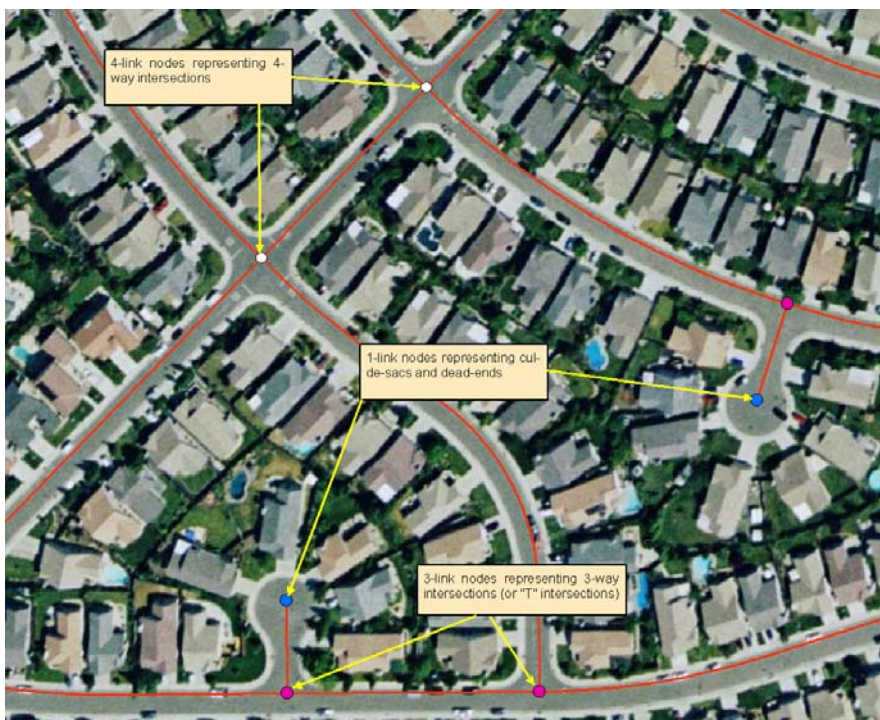 4-link nodes representing 4-
way intersections
1-link nodes representing cul-
de-sacs and dead-ends
3-link nodes representing 3-way
intersections (or "T" intersections)